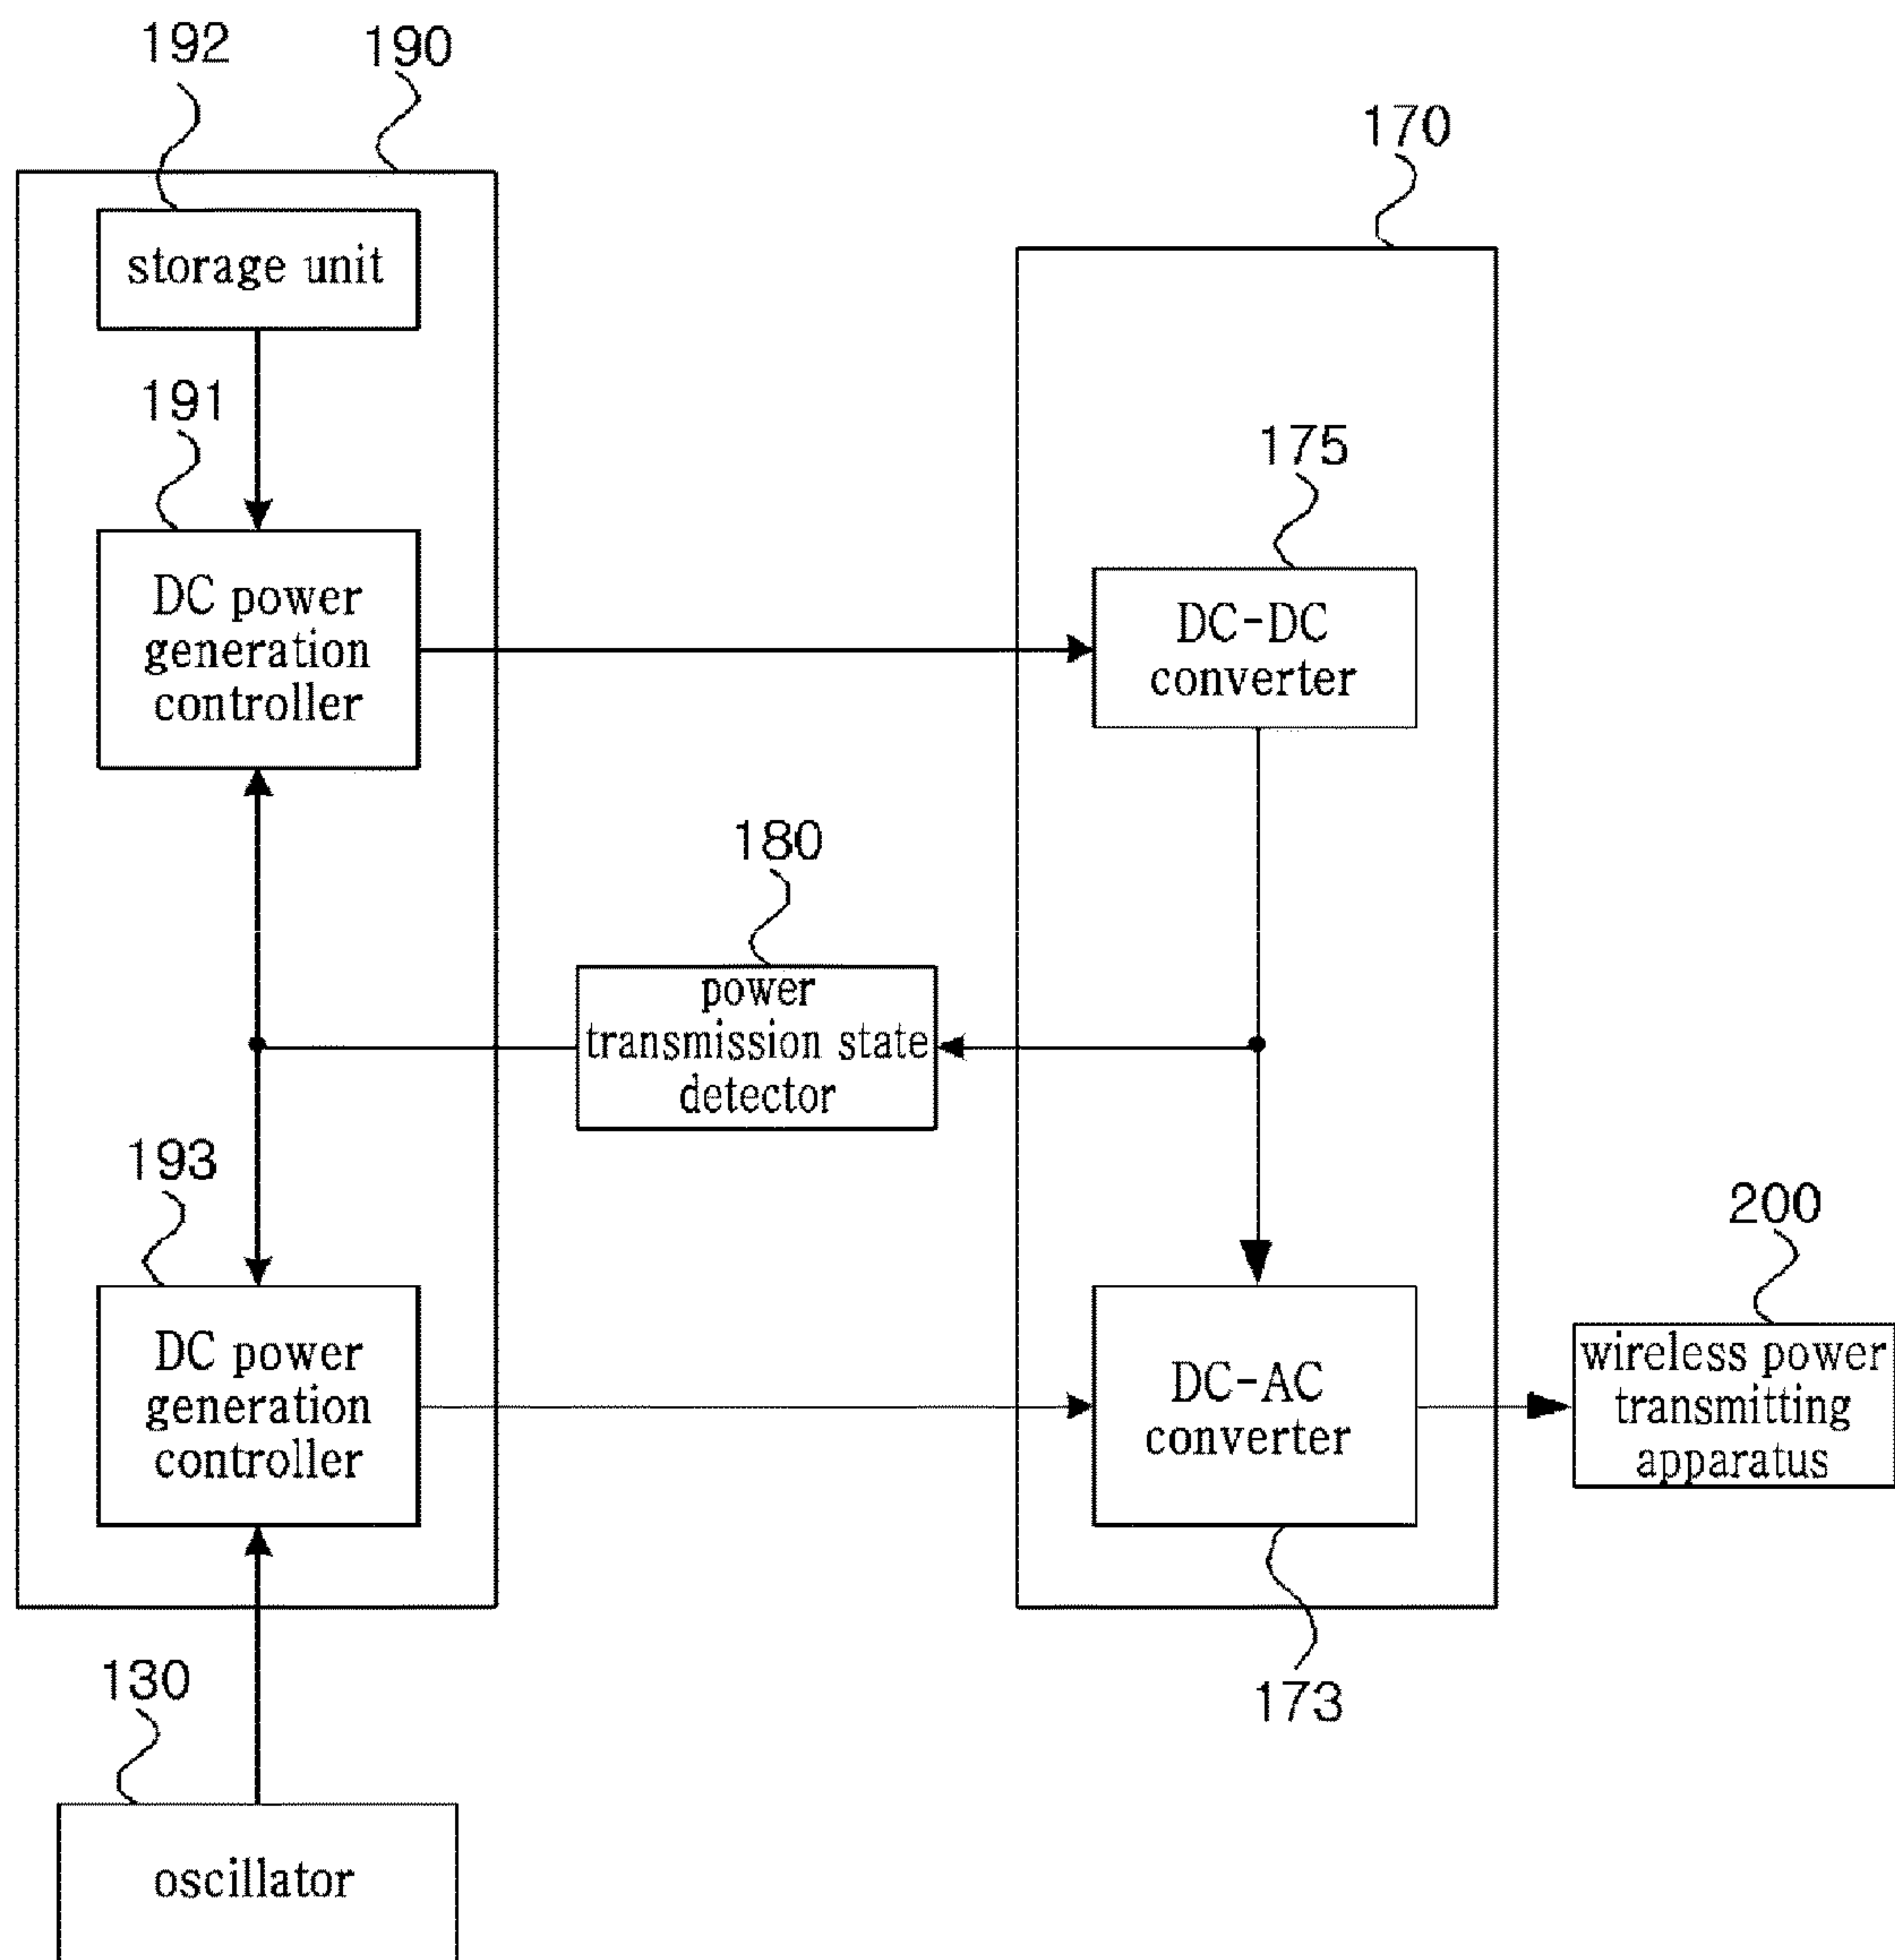 192
190
170
storage unit
191
175
DC power
generation
controller
DC-DC
converter
180
power
transmission state
detector
193
200
DC power
generation
controller
DC-AC
converter
wireless power
transmitting
apparatus
130
173
oscillator